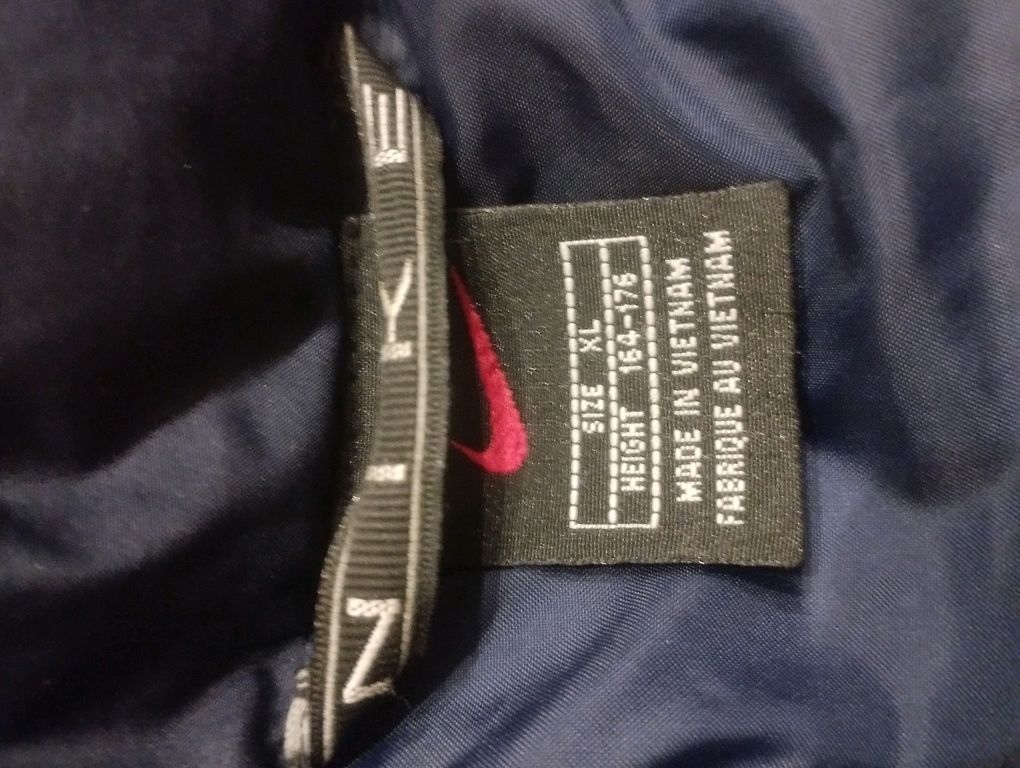 N I K E
SIZE XL
HEIGHT 164-176
MADE IN VIETNAM
FABRIQUE AU VIETNAM